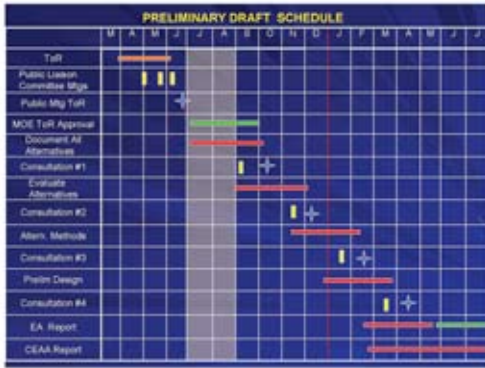 PRELIMINARY DRAFT SCHEDULE
M A M J J A S O N D J F M A M J J
ToR
Public Liaison
Committee Mtgs
Public Mtg ToR
MOE ToR Approval
Document All
Alternatives
Consultation #1
Evaluate
Alternatives
Consultation #2
Altern. Methods
Consultation #3
Prelim Design
Consultation #4
EA Report
CEAA Report